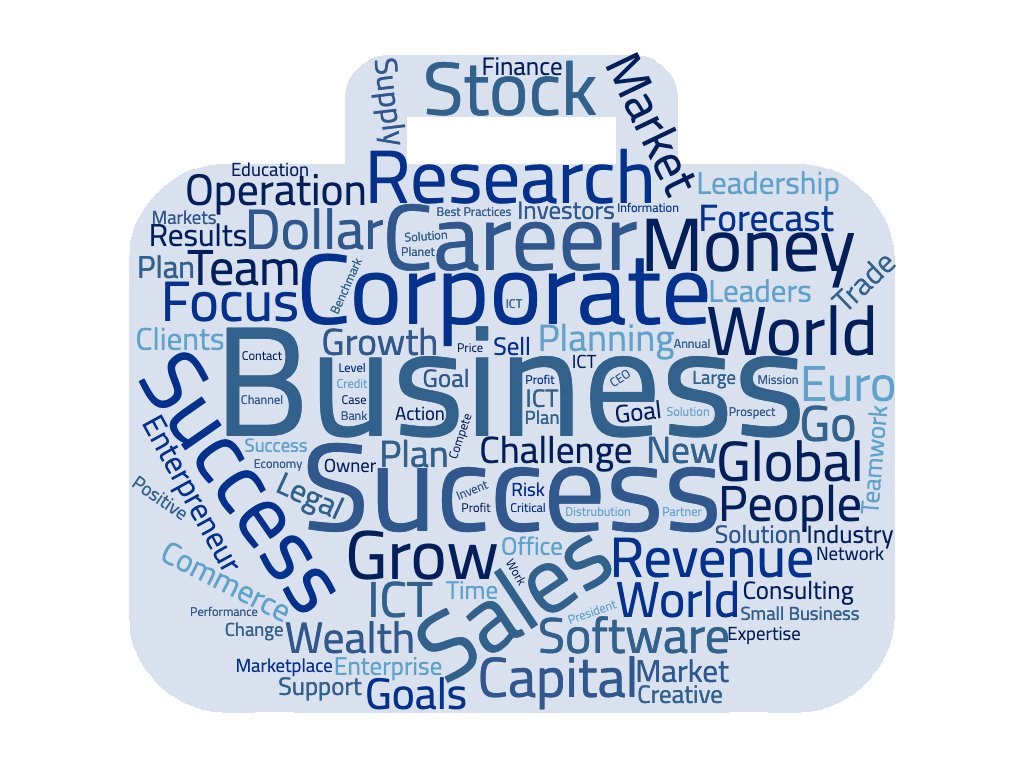 Finance
Supply
Stock
Market
Education
Operation
Research
Leadership
Markets
Results
Dollar
Career
Best Practices
Investors
Information
Forecast
Solution
Planet
Money
Plan
Team
Benchmark
Trade
Focus
Corporate
ICT
Leaders
World
Clients
Growth
Price
Sell
Planning
Annual
Business
Contact
Level
ICT
CEO
Large
Mission
Euro
Success
Credit
Goal
Profit
Channel
Case
ICT
Bank
Action
Plan
Goal
Solution
Prospect
Go
Teamwork
Enterpreneur
Success
Compete
Challenge
New
Global
Economy
Owner
Plan
Success
Positive
Legal
Invent
Risk
Profit
Critical
Distrubution
Partner
People
Solution
Industry
Grow
Office
Revenue
Network
Commerce
Work
Sales
ICT
Time
World
Consulting
Performance
President
Small Business
Change
Wealth
Software
Expertise
Marketplace
Enterprise
Capital
Market
Support
Goals
Creative